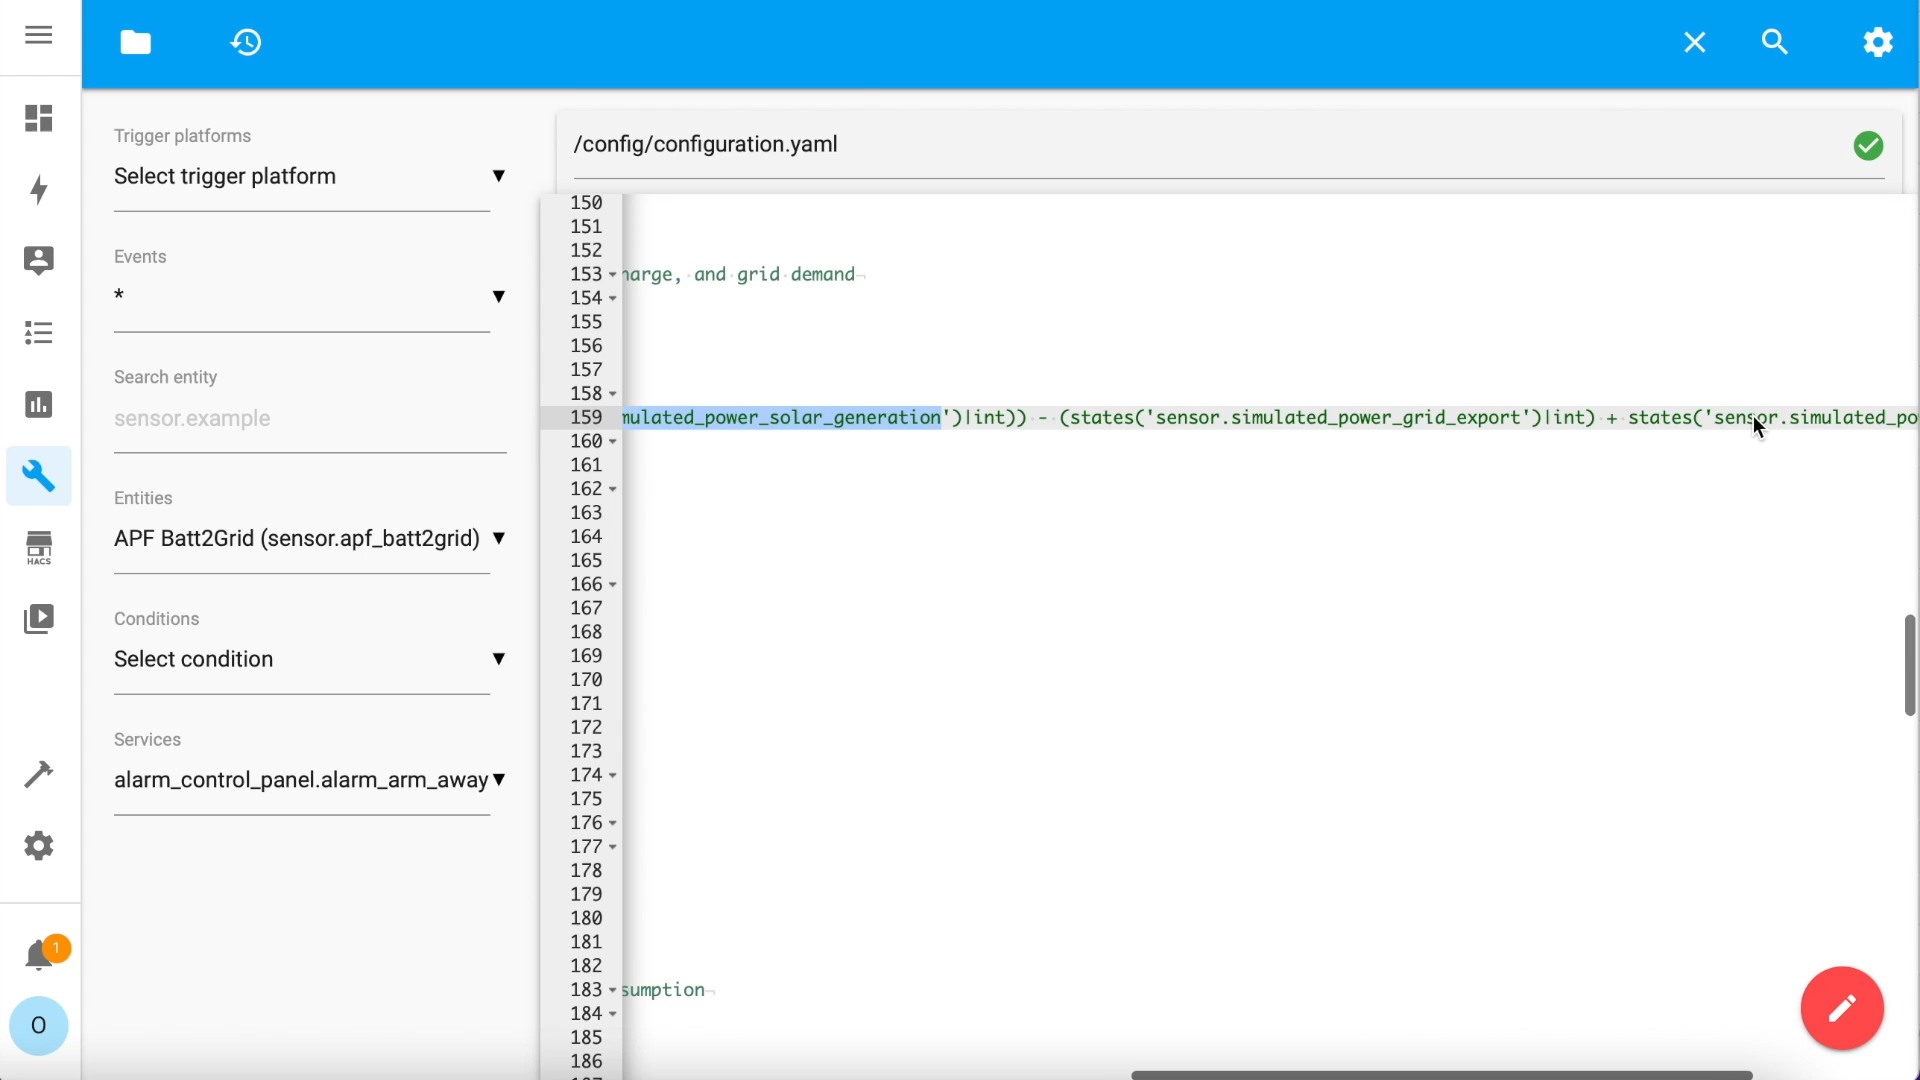 Trigger platforms
Select trigger platform
Events
*
Search entity
sensor.example
Entities
APF Batt2Grid (sensor.apf_batt2grid)
Conditions
Select condition
Services
alarm_control_panel.alarm_arm_away
HACS
1
O
/config/configuration.yaml
150
151
152
153 harge, and grid demand
154
155
156
157
158
159 mulated_power_solar_generation')|int)) - (states('sensor.simulated_power_grid_export')|int) + states('sensor.simulated_po
160
161
162
163
164
165
166
167
168
169
170
171
172
173
174
175
176
177
178
179
180
181
182
183 sumption
184
185
186